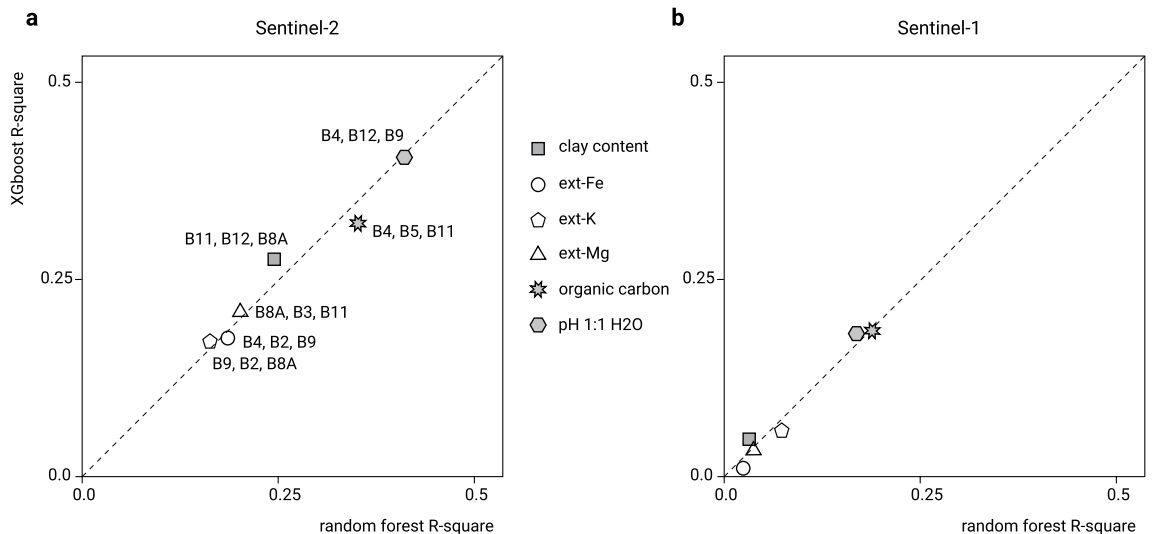 a
Sentinel-2
XGboost R-square
0.5
0.25
0.0
0.0
0.25
0.5
random forest R-square
B4, B12, B9
B4, B5, B11
B11, B12, B8A
B8A, B3, B11
B4, B2, B9
B9, B2, B8A
clay content
ext-Fe
ext-K
ext-Mg
organic carbon
pH 1:1 H2O
b
Sentinel-1
0.5
0.25
0.0
0.0
0.25
0.5
random forest R-square